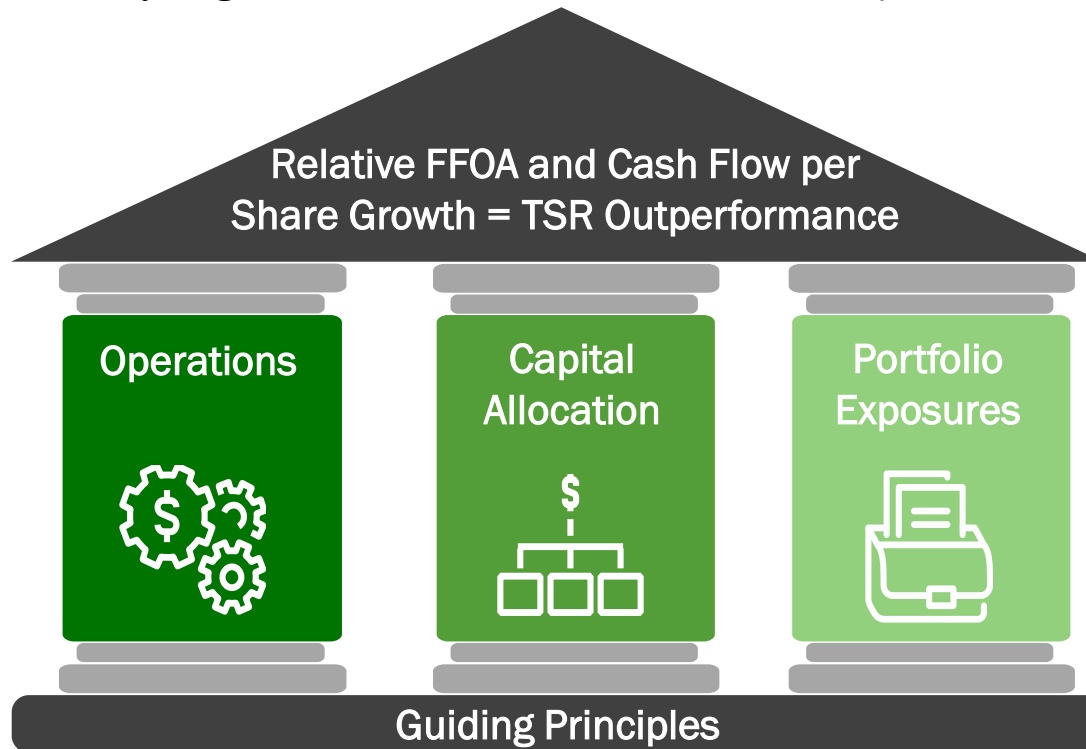 Relative FFOA and Cash Flow per
Share Growth = TSR Outperformance
Operations
Capital
Allocation
Portfolio
Exposures
$
$
Guiding Principles